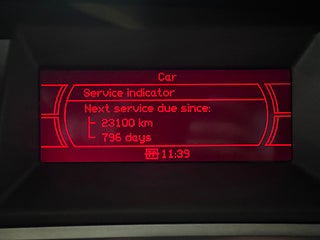 Car
Service indicator
Next service due since:
23100 km
796 days
11:39